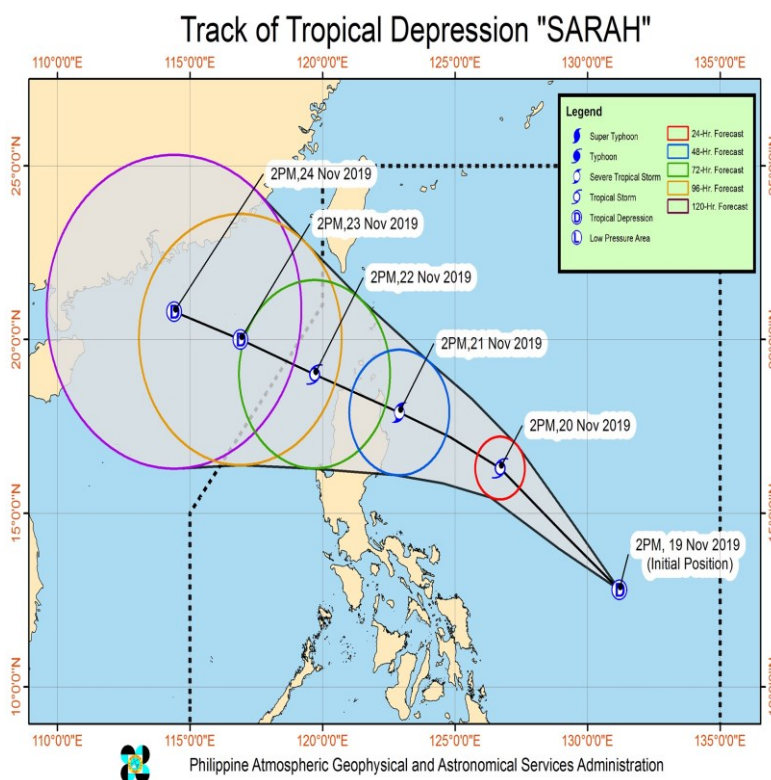 Track of Tropical Depression "SARAH"
110°0'0"E 115°0'0"E 120°0'0"E 125°0'0"E 130°0'0"E 135°0'0"E
Legend
Super Typhoon
Typhoon
Severe Tropical Storm
Tropical Storm
D Tropical Depression
L Low Pressure Area
24-Hr. Forecast
48-Hr. Forecast
72-Hr. Forecast
96-Hr. Forecast
120-Hr. Forecast
25°0'0"N
2PM,24 Nov 2019
2PM,23 Nov 2019
2PM,22 Nov 2019
D
D
20°0'0"N
20°0'0"N
2PM,21 Nov 2019
2PM,20 Nov 2019
15°0'0"N
15°0'0"N
2PM, 19 Nov 2019
(Initial Position)
D
10°0'0"N
110°0'0"E 115°0'0"E 120°0'0"E 125°0'0"E 130°0'0"E 135°0'0"E
Philippine Atmospheric Geophysical and Astronomical Services Administration